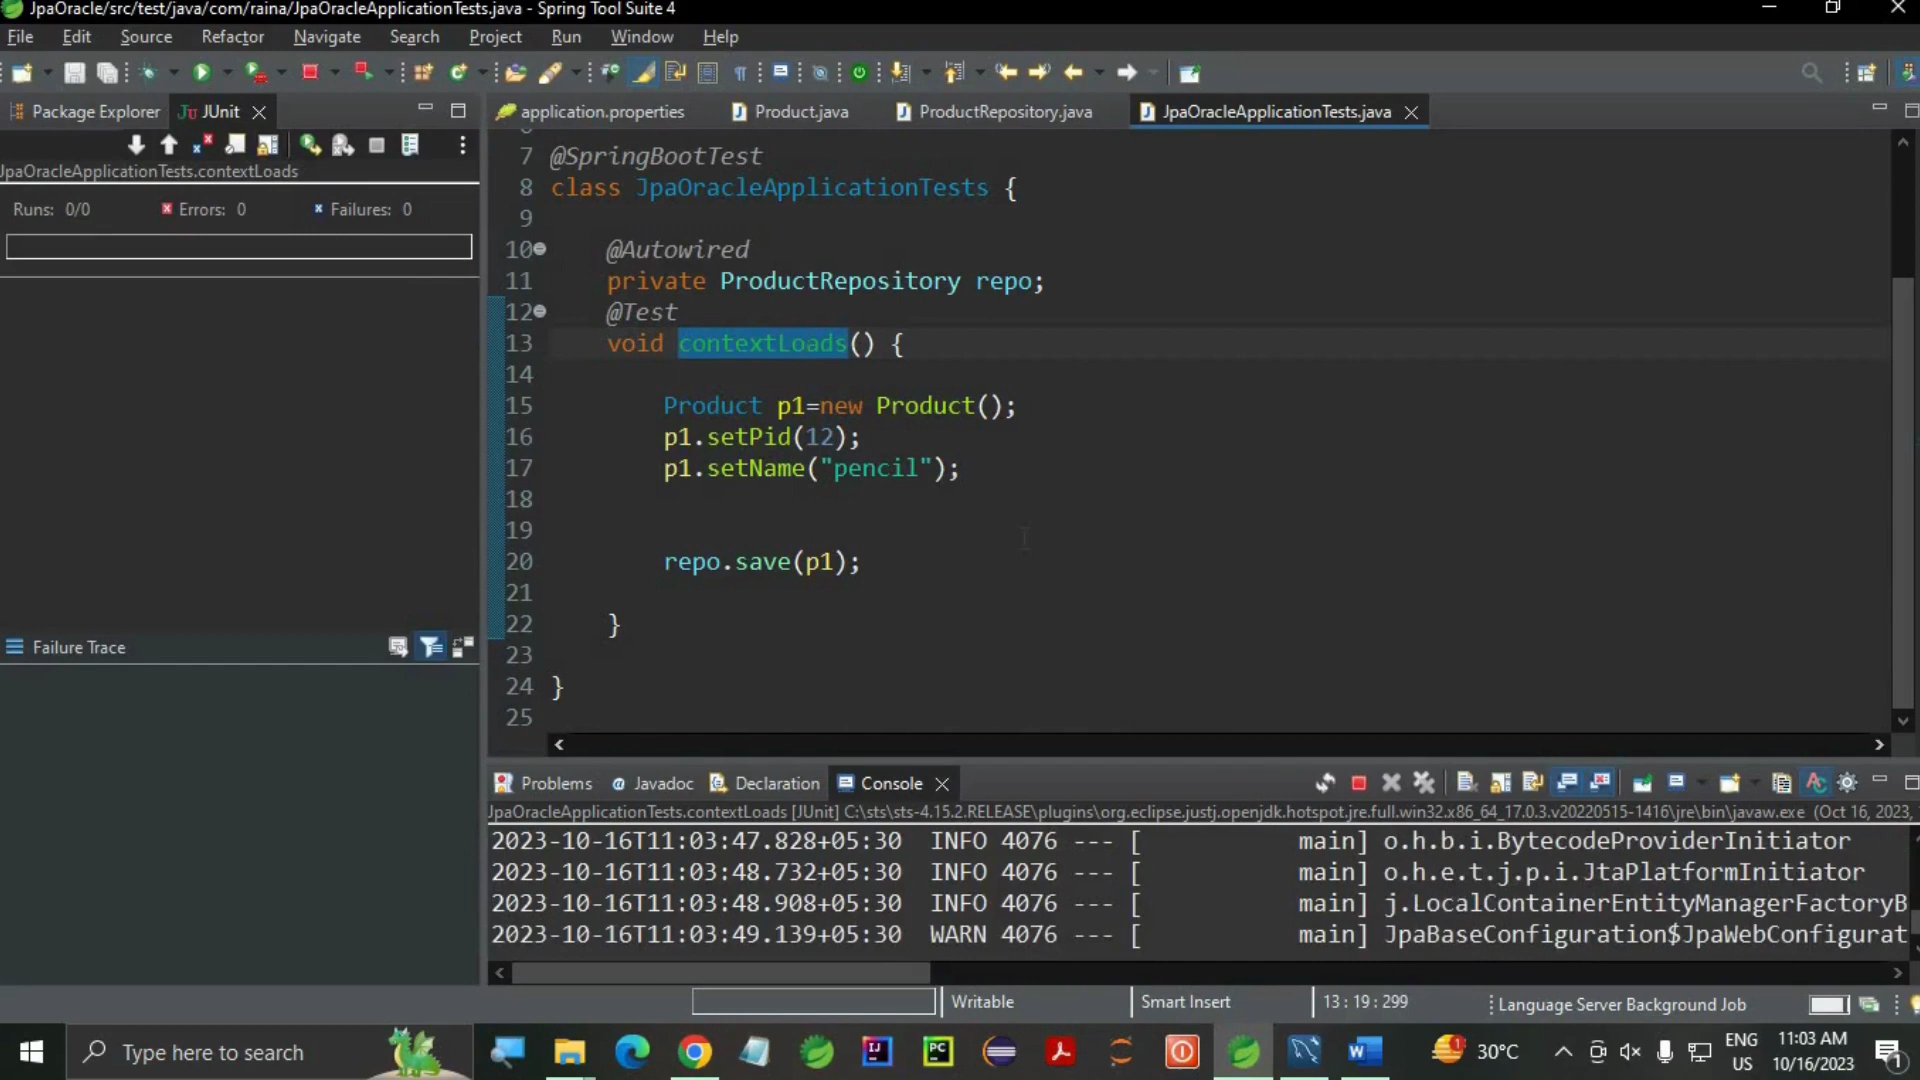 JpaOracle/src/test/java/com/raina/JpaOracleApplicationTests.java - Spring Tool Suite 4
File Edit Source Refactor Navigate Search Project Run Window Help
Package Explorer JUnit
application.properties Product.java ProductRepository.java JpaOracleApplicationTests.java
JpaOracleApplicationTests.contextLoads
Runs: 0/0 Errors: 0 Failures: 0
Failure Trace
7 @SpringBootTest
8 class JpaOracleApplicationTests {
9
10 @Autowired
11 private ProductRepository repo;
12 @Test
13 void contextLoads() {
14
15 Product p1=new Product();
16 p1.setPid(12);
17 p1.setName("pencil");
18
19
20 repo.save(p1);
21
22 }
23
24 }
25
Problems Javadoc Declaration Console
JpaOracleApplicationTests.contextLoads [JUnit] C:\sts\sts-4.15.2.RELEASE\plugins\org.eclipse.justj.openjdk.hotspot.jre.full.win32.x86_64_17.0.3.v20220515-1416\jre\bin\javaw.exe (Oct 16, 2023,
2023-10-16T11:03:47.828+05:30 INFO 4076 --- [ main] o.h.b.i.BytecodeProviderInitiator
2023-10-16T11:03:48.732+05:30 INFO 4076 --- [ main] o.h.e.t.j.p.i.JtaPlatformInitiator
2023-10-16T11:03:48.908+05:30 INFO 4076 --- [ main] j.LocalContainerEntityManagerFactoryB
2023-10-16T11:03:49.139+05:30 WARN 4076 --- [ main] JpaBaseConfiguration$JpaWebConfigurat
Writable Smart Insert 13 : 19 : 299 Language Server Background Job
Type here to search
30°C
ENG
US
11:03 AM
10/16/2023